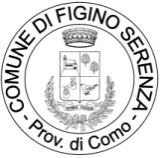 COMUNE DI FIGINO SERENZA
- Prov. di Como -